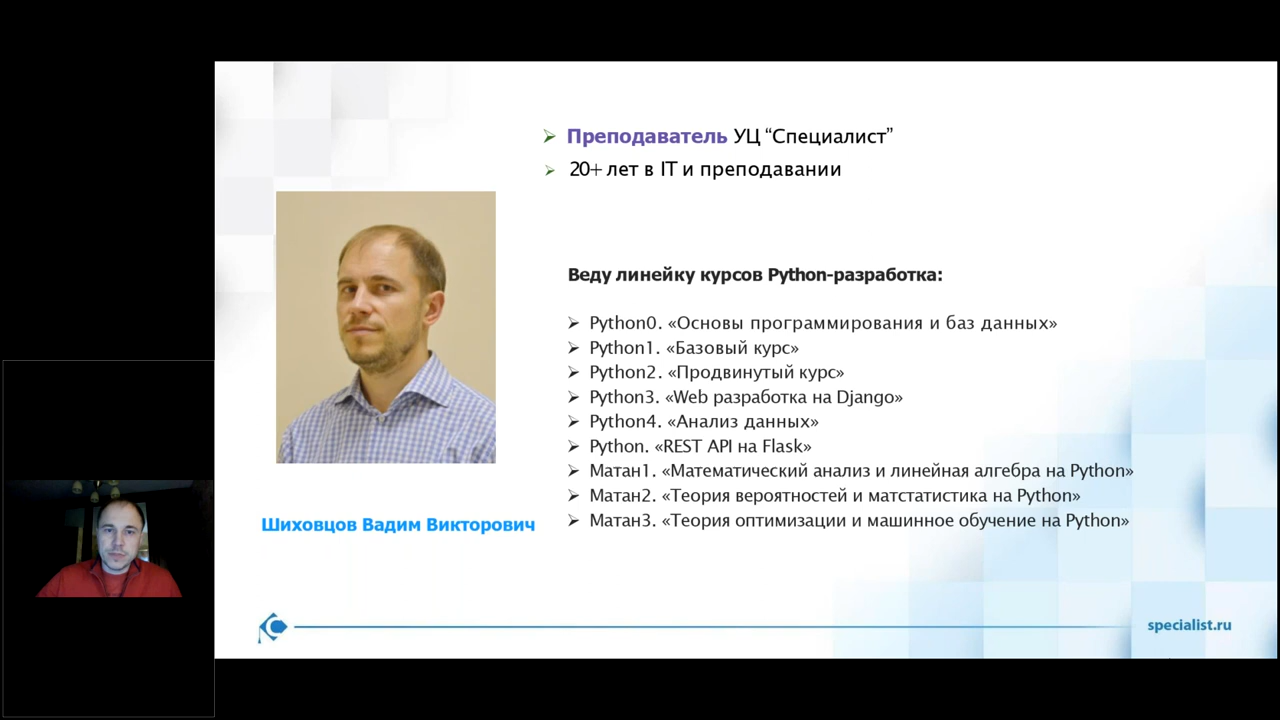 Преподаватель УЦ “Специалист”
20+ лет в IT и преподавании
Веду линейку курсов Python-разработка:
Python0. «Основы программирования и баз данных»
Python1. «Базовый курс»
Python2. «Продвинутый курс»
Python3. «Web разработка на Django»
Python4. «Анализ данных»
Python. «REST API на Flask»
Матан1. «Математический анализ и линейная алгебра на Python»
Матан2. «Теория вероятностей и матстатистика на Python»
Матан3. «Теория оптимизации и машинное обучение на Python»
Шиховцов Вадим Викторович
specialist.ru